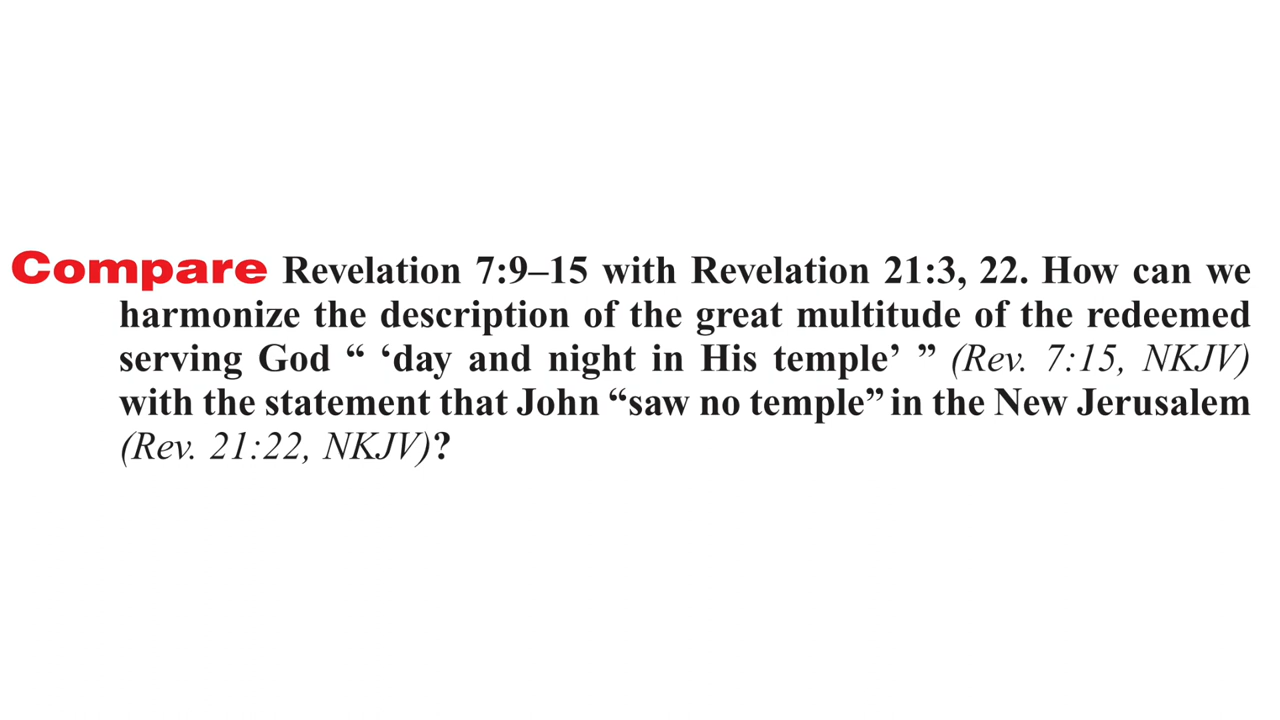 Compare Revelation 7:9–15 with Revelation 21:3, 22. How can we
harmonize the description of the great multitude of the redeemed
serving God “ ‘day and night in His temple’ ” (Rev. 7:15, NKJV)
with the statement that John “saw no temple” in the New Jerusalem
(Rev. 21:22, NKJV)?